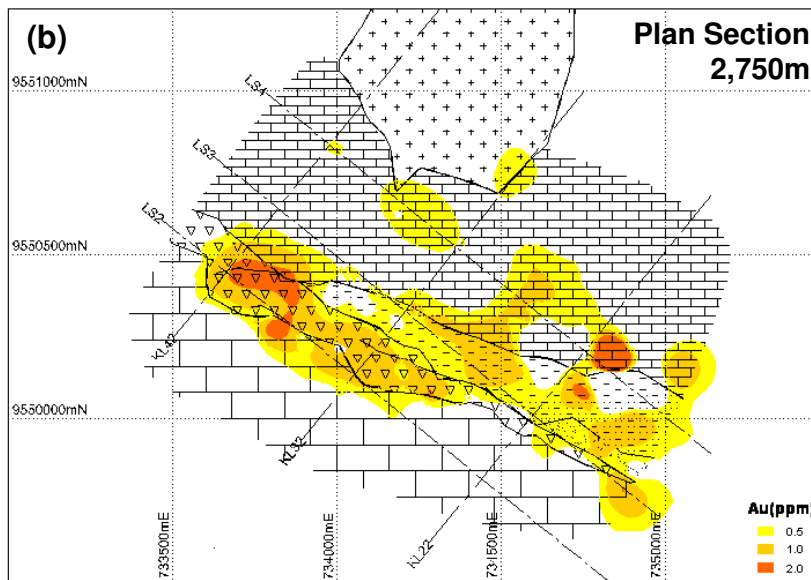 (b)
Plan Section
2,750m
9551000mN
LS4
LS3
LS2
9550500mN
KL42
9550000mN
KL32
KL22
733500mE
734000mE
731500mE
735000mE
Au(ppm)
0.5
1.0
2.0